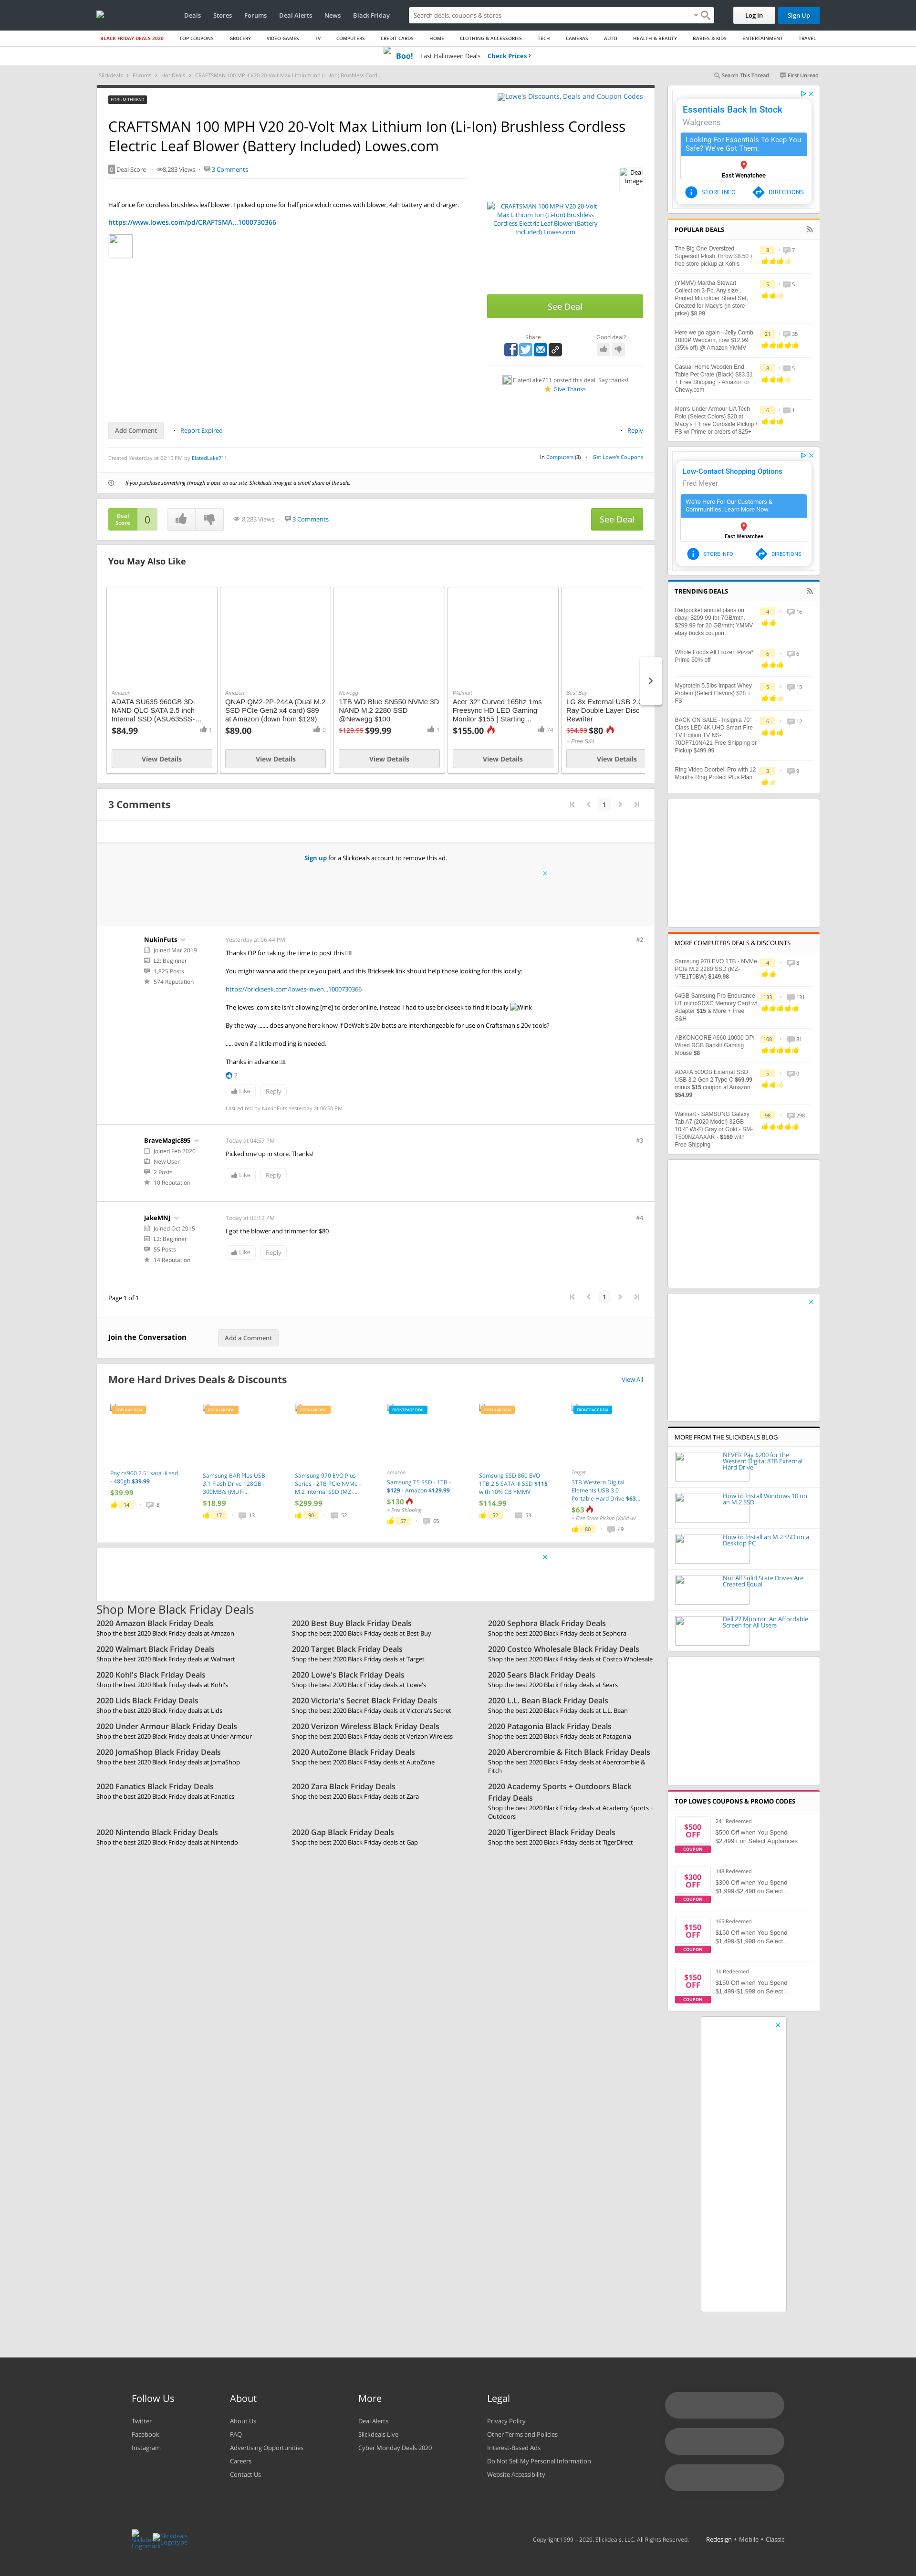 Deals Stores Forums Deal Alerts News Black Friday
Search deals, coupons & stores
Log In Sign Up
BLACK FRIDAY DEALS 2020 TOP COUPONS GROCERY VIDEO GAMES TV COMPUTERS CREDIT CARDS HOME CLOTHING & ACCESSORIES TECH CAMERAS AUTO HEALTH & BEAUTY BABIES & KIDS ENTERTAINMENT TRAVEL
Boo! Last Halloween Deals Check Prices
Slickdeals Forums Hot Deals CRAFTSMAN 100 MPH V20 20-Volt Max Lithium Ion (Li-Ion) Brushless Cord...
Search This Thread First Unread
FORUM THREAD
Lowe's Discounts, Deals and Coupon Codes
CRAFTSMAN 100 MPH V20 20-Volt Max Lithium Ion (Li-Ion) Brushless Cordless
Electric Leaf Blower (Battery Included) Lowes.com
0 Deal Score · 8,283 Views · 3 Comments
Deal
Image
Half price for cordless brushless leaf blower. I picked up for one for half price which comes with blower, 4ah battery and charger.
https://www.lowes.com/pd/CRAFTSMA...1000730366
CRAFTSMAN 100 MPH V20 20-Volt
Max Lithium Ion (Li-Ion) Brushless
Cordless Electric Leaf Blower (Battery
Included) Lowes.com
See Deal
Share Good deal?
ElatedLake711 posted this deal. Say thanks!
Give Thanks
Add Comment · Report Expired · Reply
Created Yesterday at 02:15 PM by ElatedLake711
in Computers (3) · Get Lowe's Coupons
If you purchase something through a post on our site, Slickdeals may get a small share of the sale.
Deal
Score
0
8,283 Views · 3 Comments
See Deal
You May Also Like
Amazon
ADATA SU635 960GB 3D-
NAND QLC SATA 2.5 inch
Internal SSD (ASU635SS-...
$84.99 1
View Details
Amazon
QNAP QM2-2P-244A (Dual M.2
SSD PCIe Gen2 x4 card) $89
at Amazon (down from $129)
$89.00 0
View Details
Newegg
1TB WD Blue SN550 NVMe 3D
NAND M.2 2280 SSD
@Newegg $100
$129.99 $99.99 1
View Details
Walmart
Acer 32" Curved 165hz 1ms
Freesync HD LED Gaming
Monitor $155 | Starting...
$155.00 74
View Details
Best Buy
LG 8x External USB 2.0
Ray Double Layer Disc
Rewriter
$94.99 $80
+ Free S/H
View Details
3 Comments
1
Sign up for a Slickdeals account to remove this ad.
NukinFuts
Joined Mar 2019
L2: Beginner
1,825 Posts
574 Reputation
Yesterday at 06:44 PM #2
Thanks OP for taking the time to post this
You might wanna add the price you paid, and this Brickseek link should help those looking for this locally:
https://brickseek.com/lowes-inven...1000730366
The lowes .com site isn't allowing [me] to order online, instead I had to use brickseek to find it locally Wink
By the way ....... does anyone here know if DeWalt's 20v batts are interchangeable for use on Craftsman's 20v tools?
..... even if a little mod'ing is needed.
Thanks in advance
2
Like Reply
Last edited by NukinFuts Yesterday at 06:50 PM.
BraveMagic895
Joined Feb 2020
New User
2 Posts
10 Reputation
Today at 04:57 PM #3
Picked one up in store. Thanks!
Like Reply
JakeMNJ
Joined Oct 2015
L2: Beginner
55 Posts
14 Reputation
Today at 05:12 PM #4
I got the blower and trimmer for $80
Like Reply
Page 1 of 1
1
Join the Conversation Add a Comment
More Hard Drives Deals & Discounts View All
POPULAR DEAL
Pny cs900 2.5" sata iii ssd
- 480gb $39.99
$39.99
14 · 8
POPULAR DEAL
Samsung BAR Plus USB
3.1 Flash Drive 128GB -
300MB/s (MUF-...
$18.99
17 · 13
POPULAR DEAL
Samsung 970 EVO Plus
Series - 2TB PCIe NVMe -
M.2 Internal SSD (MZ-...
$299.99
90 · 52
FRONTPAGE DEAL
Amazon
Samsung T5 SSD - 1TB -
$129 - Amazon $129.99
$130
+ Free Shipping
57 · 65
POPULAR DEAL
Samsung SSD 860 EVO
1TB 2.5 SATA III SSD $115
with 10% CB YMMV
$114.99
52 · 53
FRONTPAGE DEAL
Target
3TB Western Digital
Elements USB 3.0
Portable Hard Drive $63...
$63
+ Free Store Pickup (Valid w/
80 · 49
Shop More Black Friday Deals
2020 Amazon Black Friday Deals
Shop the best 2020 Black Friday deals at Amazon
2020 Best Buy Black Friday Deals
Shop the best 2020 Black Friday deals at Best Buy
2020 Sephora Black Friday Deals
Shop the best 2020 Black Friday deals at Sephora
2020 Walmart Black Friday Deals
Shop the best 2020 Black Friday deals at Walmart
2020 Target Black Friday Deals
Shop the best 2020 Black Friday deals at Target
2020 Costco Wholesale Black Friday Deals
Shop the best 2020 Black Friday deals at Costco Wholesale
2020 Kohl's Black Friday Deals
Shop the best 2020 Black Friday deals at Kohl's
2020 Lowe's Black Friday Deals
Shop the best 2020 Black Friday deals at Lowe's
2020 Sears Black Friday Deals
Shop the best 2020 Black Friday deals at Sears
2020 Lids Black Friday Deals
Shop the best 2020 Black Friday deals at Lids
2020 Victoria's Secret Black Friday Deals
Shop the best 2020 Black Friday deals at Victoria's Secret
2020 L.L. Bean Black Friday Deals
Shop the best 2020 Black Friday deals at L.L. Bean
2020 Under Armour Black Friday Deals
Shop the best 2020 Black Friday deals at Under Armour
2020 Verizon Wireless Black Friday Deals
Shop the best 2020 Black Friday deals at Verizon Wireless
2020 Patagonia Black Friday Deals
Shop the best 2020 Black Friday deals at Patagonia
2020 JomaShop Black Friday Deals
Shop the best 2020 Black Friday deals at JomaShop
2020 AutoZone Black Friday Deals
Shop the best 2020 Black Friday deals at AutoZone
2020 Abercrombie & Fitch Black Friday Deals
Shop the best 2020 Black Friday deals at Abercrombie &
Fitch
2020 Fanatics Black Friday Deals
Shop the best 2020 Black Friday deals at Fanatics
2020 Zara Black Friday Deals
Shop the best 2020 Black Friday deals at Zara
2020 Academy Sports + Outdoors Black
Friday Deals
Shop the best 2020 Black Friday deals at Academy Sports +
Outdoors
2020 Nintendo Black Friday Deals
Shop the best 2020 Black Friday deals at Nintendo
2020 Gap Black Friday Deals
Shop the best 2020 Black Friday deals at Gap
2020 TigerDirect Black Friday Deals
Shop the best 2020 Black Friday deals at TigerDirect
Essentials Back In Stock
Walgreens
Looking For Essentials To Keep You
Safe? We've Got Them.
East Wenatchee
STORE INFO DIRECTIONS
POPULAR DEALS
The Big One Oversized
Supersoft Plush Throw $8.50 +
free store pickup at Kohls
8 · 7
(YMMV) Martha Stewart
Collection 3-Pc. Any size ,
Printed Microfiber Sheet Set,
Created for Macy's (in store
price) $8.99
5 · 5
Here we go again - Jelly Comb
1080P Webcam, now $12.99
(35% off) @ Amazon YMMV
21 · 35
Casual Home Wooden End
Table Pet Crate (Black) $83.31
+ Free Shipping ~ Amazon or
Chewy.com
8 · 5
Men's Under Armour UA Tech
Polo (Select Colors) $20 at
Macy's + Free Curbside Pickup /
FS w/ Prime or orders of $25+
6 · 1
Low-Contact Shopping Options
Fred Meyer
We're Here For Our Customers &
Communities. Learn More Now.
East Wenatchee
STORE INFO DIRECTIONS
TRENDING DEALS
Redpocket annual plans on
ebay; $209.99 for 7GB/mth,
$299.99 for 20 GB/mth; YMMV
ebay bucks coupon
4 · 16
Whole Foods All Frozen Pizza*
Prime 50% off
6 · 6
Myprotein 5.5lbs Impact Whey
Protein (Select Flavors) $28 +
FS
5 · 15
BACK ON SALE - Insignia 70"
Class LED 4K UHD Smart Fire
TV Edition TV NS-
70DF710NA21 Free Shipping or
Pickup $499.99
6 · 12
Ring Video Doorbell Pro with 12
Months Ring Protect Plus Plan
3 · 9
MORE COMPUTERS DEALS & DISCOUNTS
Samsung 970 EVO 1TB - NVMe
PCIe M.2 2280 SSD (MZ-
V7E1T0BW) $149.98
4 · 8
64GB Samsung Pro Endurance
U1 microSDXC Memory Card w/
Adapter $15 & More + Free
S&H
133 · 131
ABKONCORE A660 10000 DPI
Wired RGB Backlit Gaming
Mouse $8
108 · 81
ADATA 500GB External SSD
USB 3.2 Gen 2 Type-C $69.99
minus $15 coupon at Amazon
$54.99
5 · 0
Walmart - SAMSUNG Galaxy
Tab A7 (2020 Model) 32GB
10.4" Wi-Fi Gray or Gold - SM-
T500NZAAXAR - $169 with
Free Shipping
98 · 298
MORE FROM THE SLICKDEALS BLOG
NEVER Pay $200 for the
Western Digital 8TB External
Hard Drive
How to Install Windows 10 on
an M.2 SSD
How to Install an M.2 SSD on a
Desktop PC
Not All Solid State Drives Are
Created Equal
Dell 27 Monitor: An Affordable
Screen for All Users
TOP LOWE'S COUPONS & PROMO CODES
$500
OFF
COUPON
241 Redeemed
$500 Off when You Spend
$2,499+ on Select Appliances
$300
OFF
COUPON
148 Redeemed
$300 Off when You Spend
$1,999-$2,498 on Select...
$150
OFF
COUPON
165 Redeemed
$150 Off when You Spend
$1,499-$1,998 on Select...
$150
OFF
COUPON
1k Redeemed
$150 Off when You Spend
$1,499-$1,998 on Select...
Follow Us
Twitter
Facebook
Instagram
About
About Us
FAQ
Advertising Opportunities
Careers
Contact Us
More
Deal Alerts
Slickdeals Live
Cyber Monday Deals 2020
Legal
Privacy Policy
Other Terms and Policies
Interest-Based Ads
Do Not Sell My Personal Information
Website Accessibility
Slickdeals
Logomark
Slickdeals
Logotype
Copyright 1999 – 2020. Slickdeals, LLC. All Rights Reserved. Redesign • Mobile • Classic